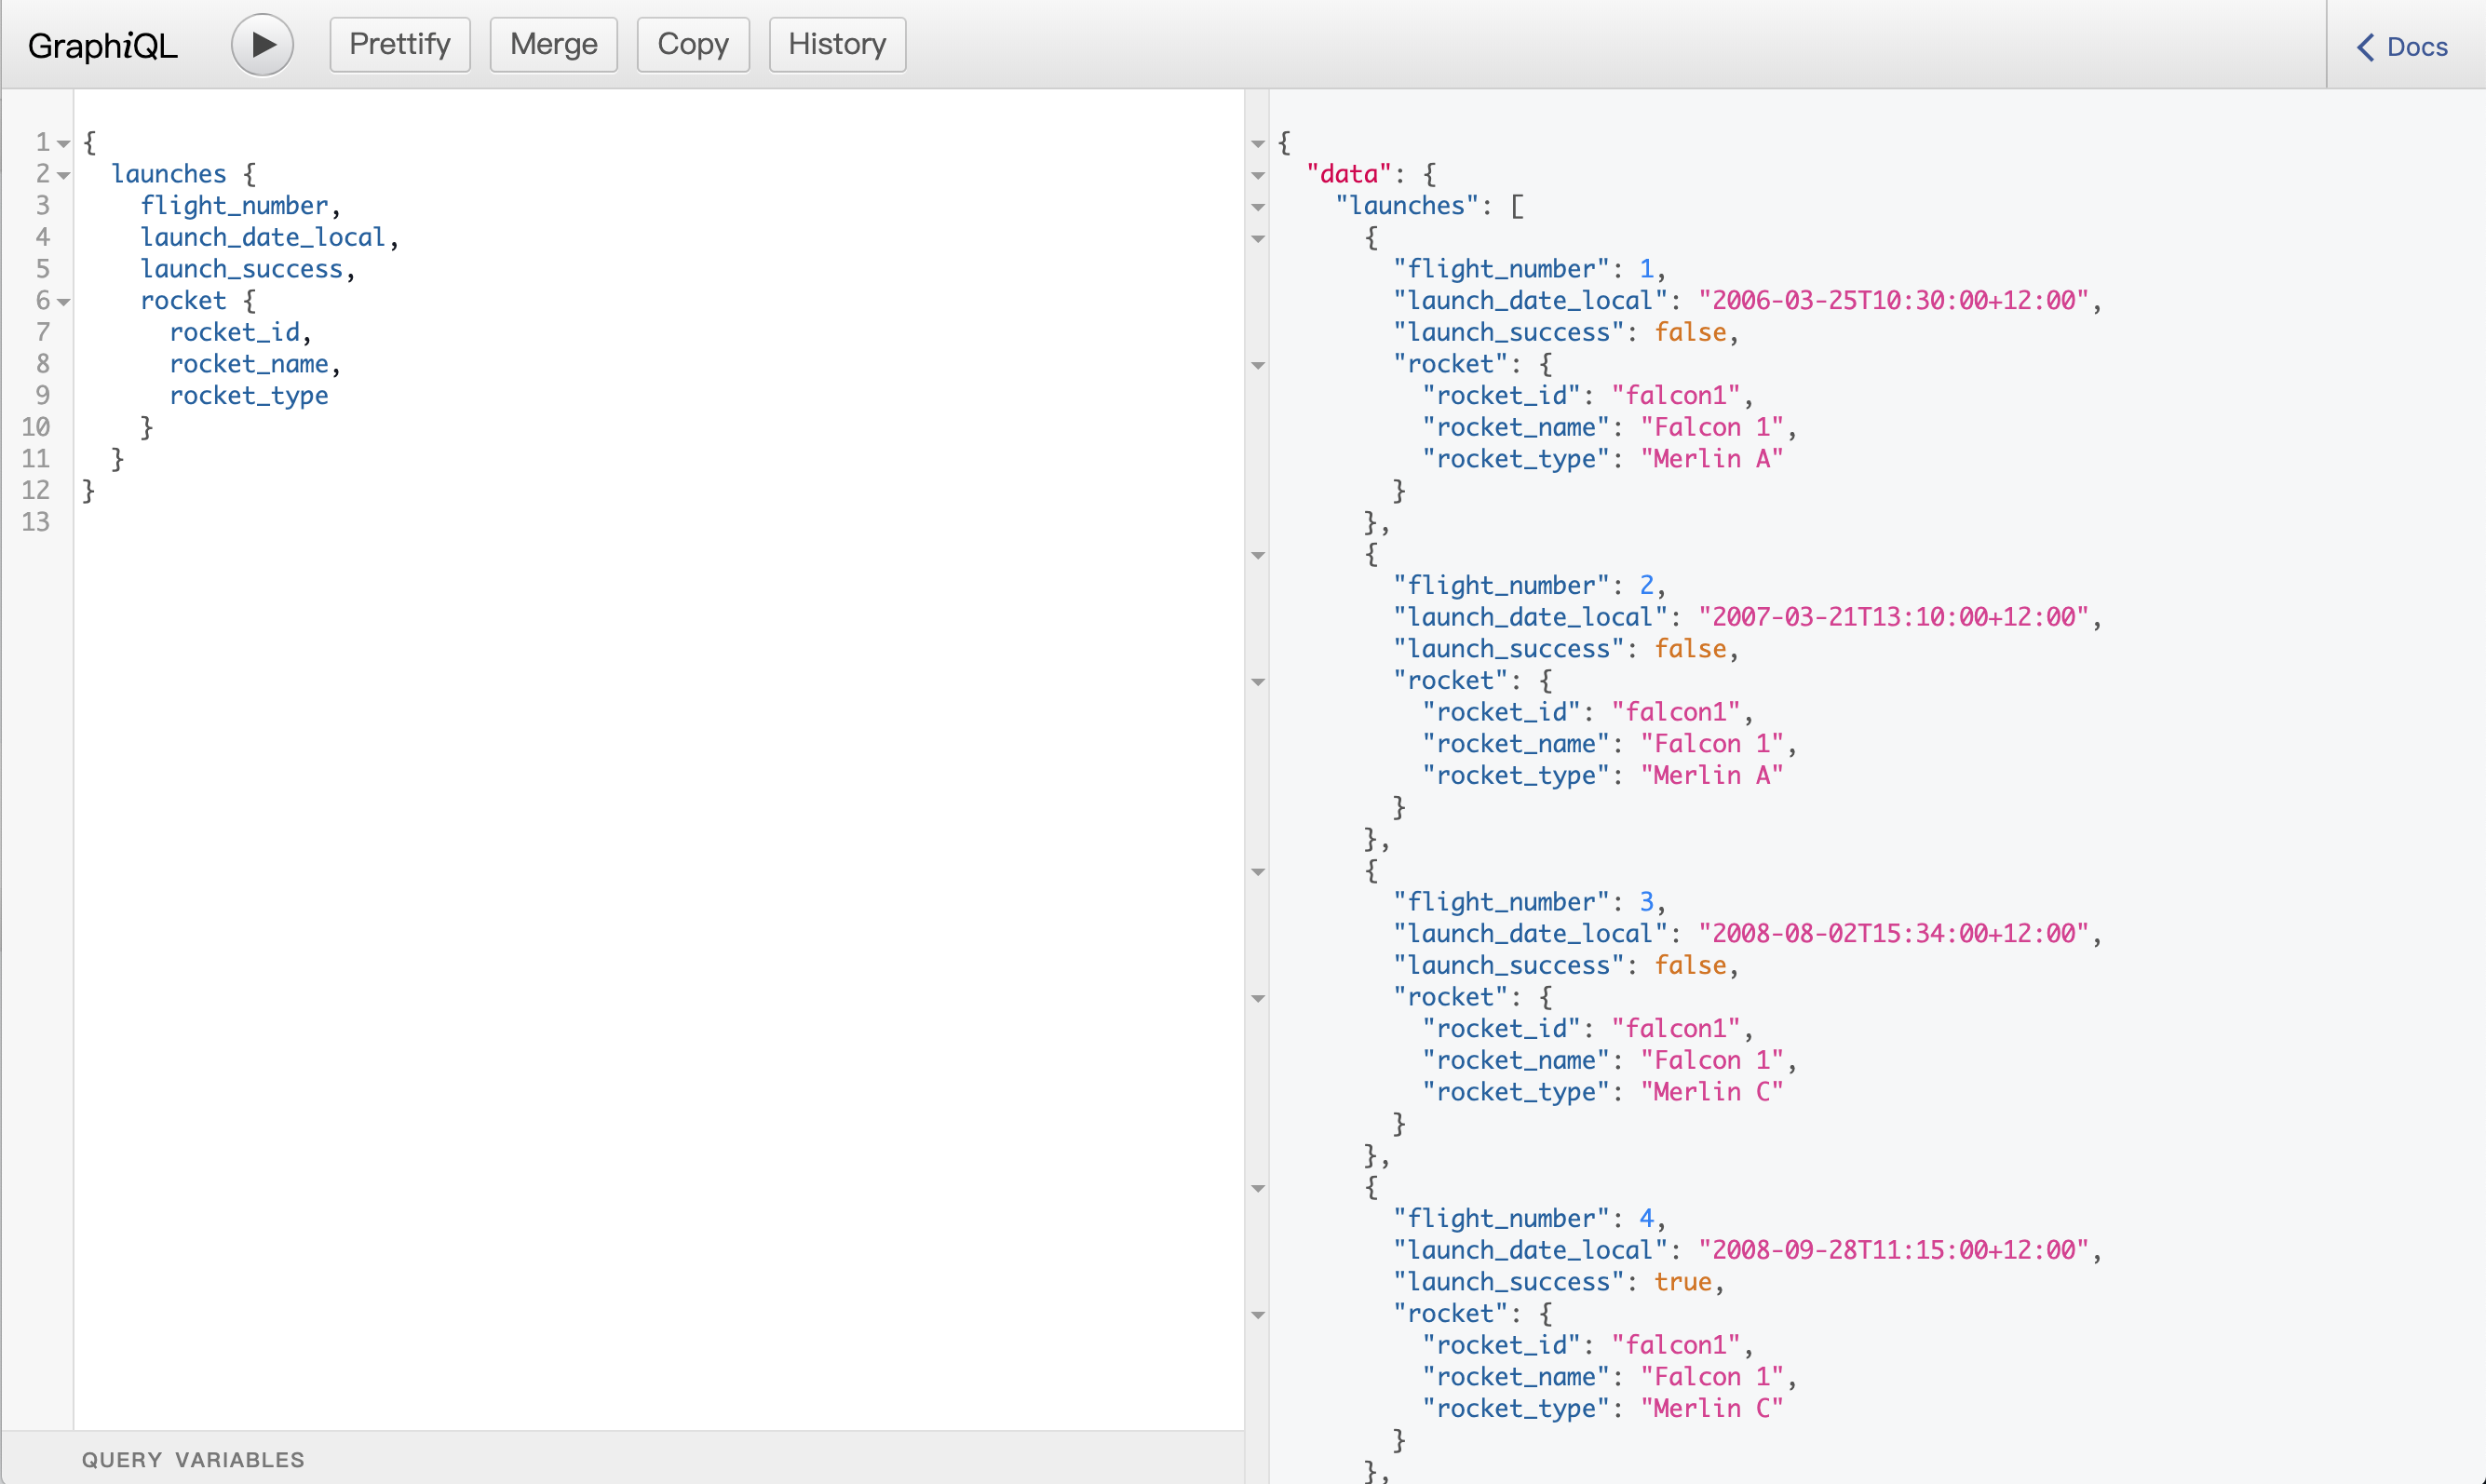 GraphiQL Prettify Merge Copy History Docs
1 {
2   launches {
3     flight_number,
4     launch_date_local,
5     launch_success,
6     rocket {
7       rocket_id,
8       rocket_name,
9       rocket_type
10     }
11   }
12 }
13
QUERY VARIABLES
{
  "data": {
    "launches": [
      {
        "flight_number": 1,
        "launch_date_local": "2006-03-25T10:30:00+12:00",
        "launch_success": false,
        "rocket": {
          "rocket_id": "falcon1",
          "rocket_name": "Falcon 1",
          "rocket_type": "Merlin A"
        }
      },
      {
        "flight_number": 2,
        "launch_date_local": "2007-03-21T13:10:00+12:00",
        "launch_success": false,
        "rocket": {
          "rocket_id": "falcon1",
          "rocket_name": "Falcon 1",
          "rocket_type": "Merlin A"
        }
      },
      {
        "flight_number": 3,
        "launch_date_local": "2008-08-02T15:34:00+12:00",
        "launch_success": false,
        "rocket": {
          "rocket_id": "falcon1",
          "rocket_name": "Falcon 1",
          "rocket_type": "Merlin C"
        }
      },
      {
        "flight_number": 4,
        "launch_date_local": "2008-09-28T11:15:00+12:00",
        "launch_success": true,
        "rocket": {
          "rocket_id": "falcon1",
          "rocket_name": "Falcon 1",
          "rocket_type": "Merlin C"
        }
      },